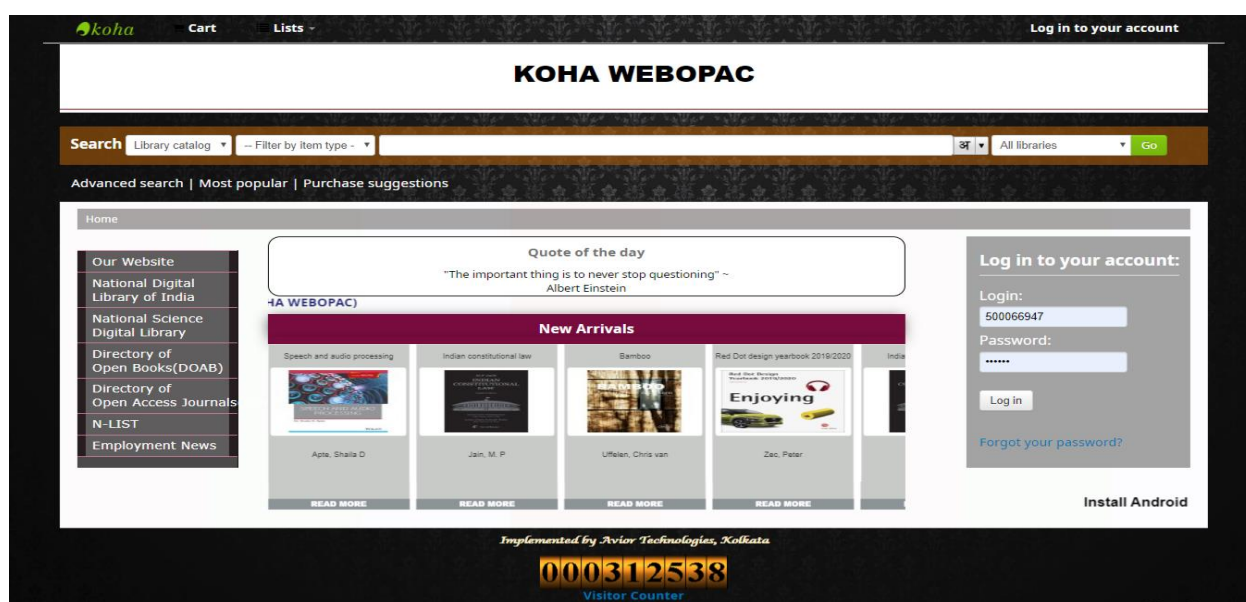 koha Cart Lists Log in to your account
KOHA WEBOPAC
Search Library catalog -- Filter by item type - अ All libraries Go
Advanced search | Most popular | Purchase suggestions
Home
Our Website
National Digital
Library of India
National Science
Digital Library
Directory of
Open Books(DOAB)
Directory of
Open Access Journals
N-LIST
Employment News
Quote of the day
"The important thing is to never stop questioning" ~
Albert Einstein
HA WEBOPAC)
New Arrivals
Speech and audio processing
SPEECH AND AUDIO
PROCESSING
Apte, Shaila D
READ MORE
Indian constitutional law
INDIAN
CONSTITUTIONAL
LAW
Jain, M. P
READ MORE
Bamboo
BAMBOO
Uffelen, Chris van
READ MORE
Red Dot design yearbook 2019/2020
Red Dot Design
Yearbook 2019/2020
Enjoying
Zec, Peter
READ MORE
India
Log in to your account:
Login:
500066947
Password:
••••••
Log in
Forgot your password?
Install Android
Implemented by Avior Technologies, Kolkata
000312538
Visitor Counter